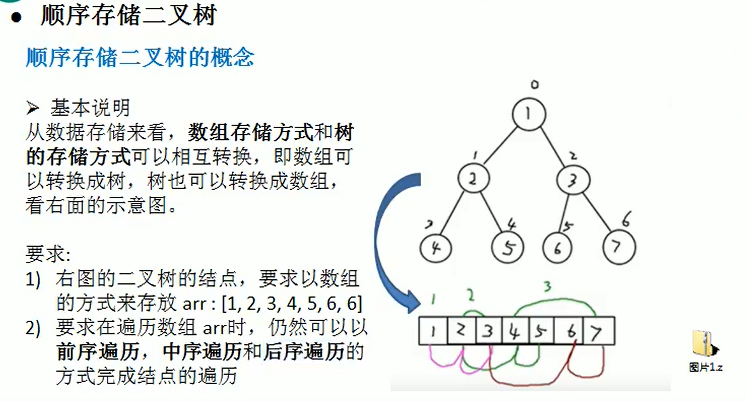 ● 顺序存储二叉树
顺序存储二叉树的概念
➢ 基本说明
从数据存储来看，数组存储方式和树
的存储方式可以相互转换，即数组可
以转换成树，树也可以转换成数组，
看右面的示意图。
要求:
1) 右图的二叉树的结点，要求以数组
的方式来存放 arr : [1, 2, 3, 4, 5, 6, 6]
2) 要求在遍历数组 arr时，仍然可以以
前序遍历，中序遍历和后序遍历的
方式完成结点的遍历
0
1
1 2
2 3
3 4 5 6
4 5 6 7
1 2 3
1 2 3 4 5 6 7
图片1.z